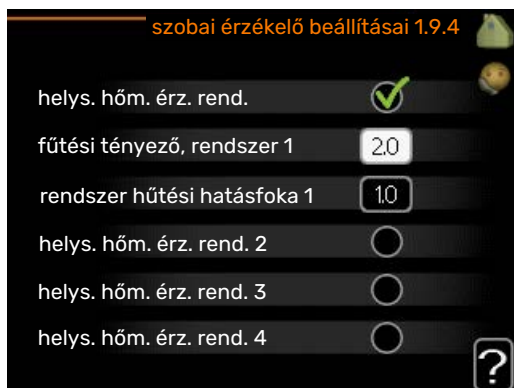 szobai érzékelő beállításai 1.9.4
helys. hőm. érz. rend.
fűtési tényező, rendszer 1 2.0
rendszer hűtési hatásfoka 1 1.0
helys. hőm. érz. rend. 2
helys. hőm. érz. rend. 3
helys. hőm. érz. rend. 4
?